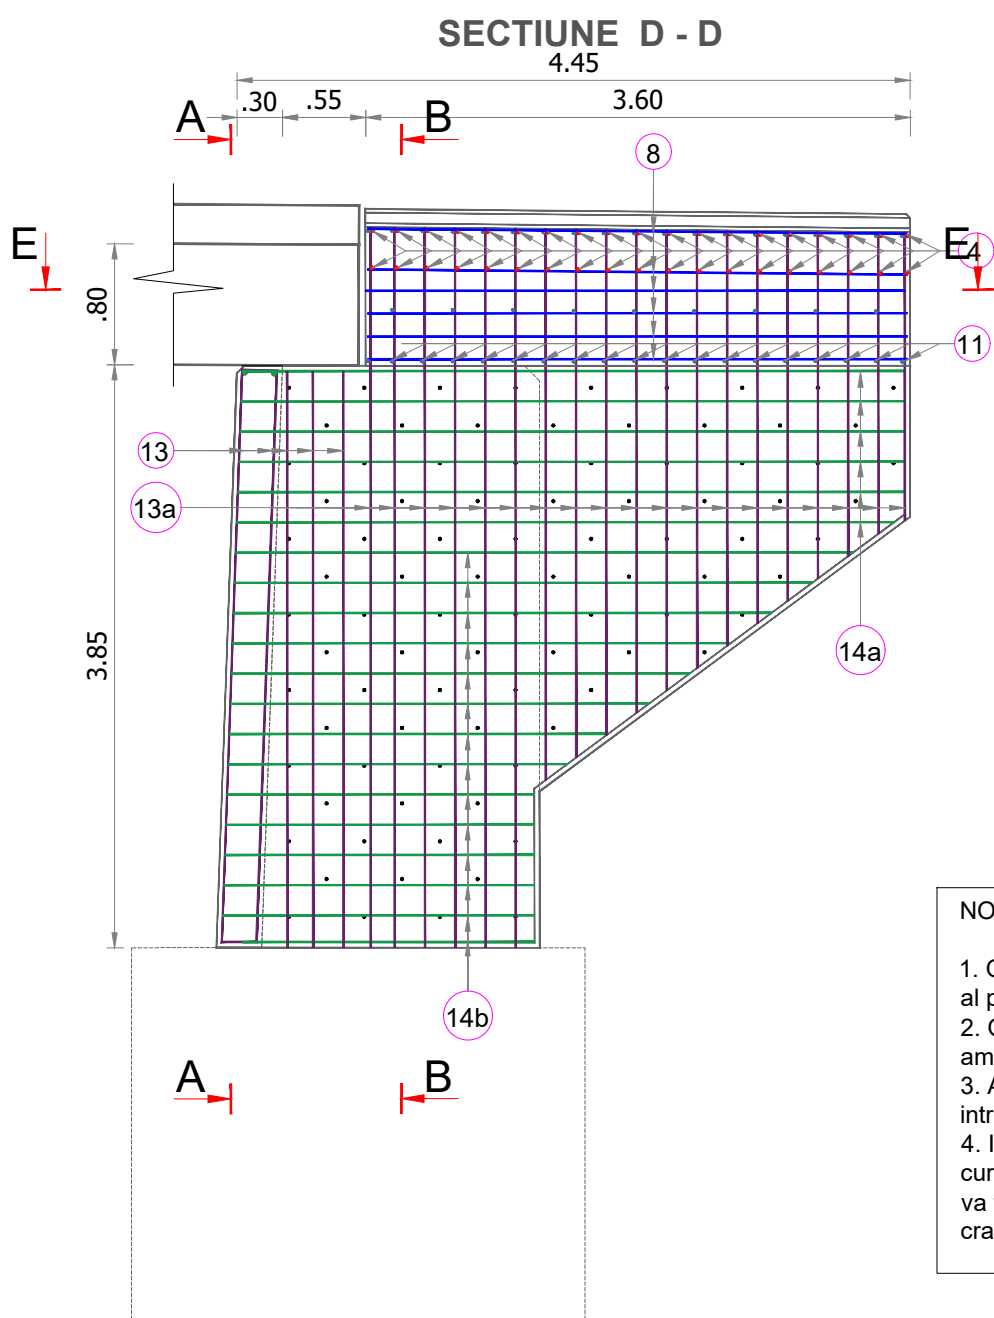 SECTIUNE D - D
4.45
.30 .55 3.60
A B
8
E E
4
.80
11
13
13a
3.85
14a
14b
A B
NO
1. C
al p
2. C
am
3. A
intr
4. I
cur
va
cra